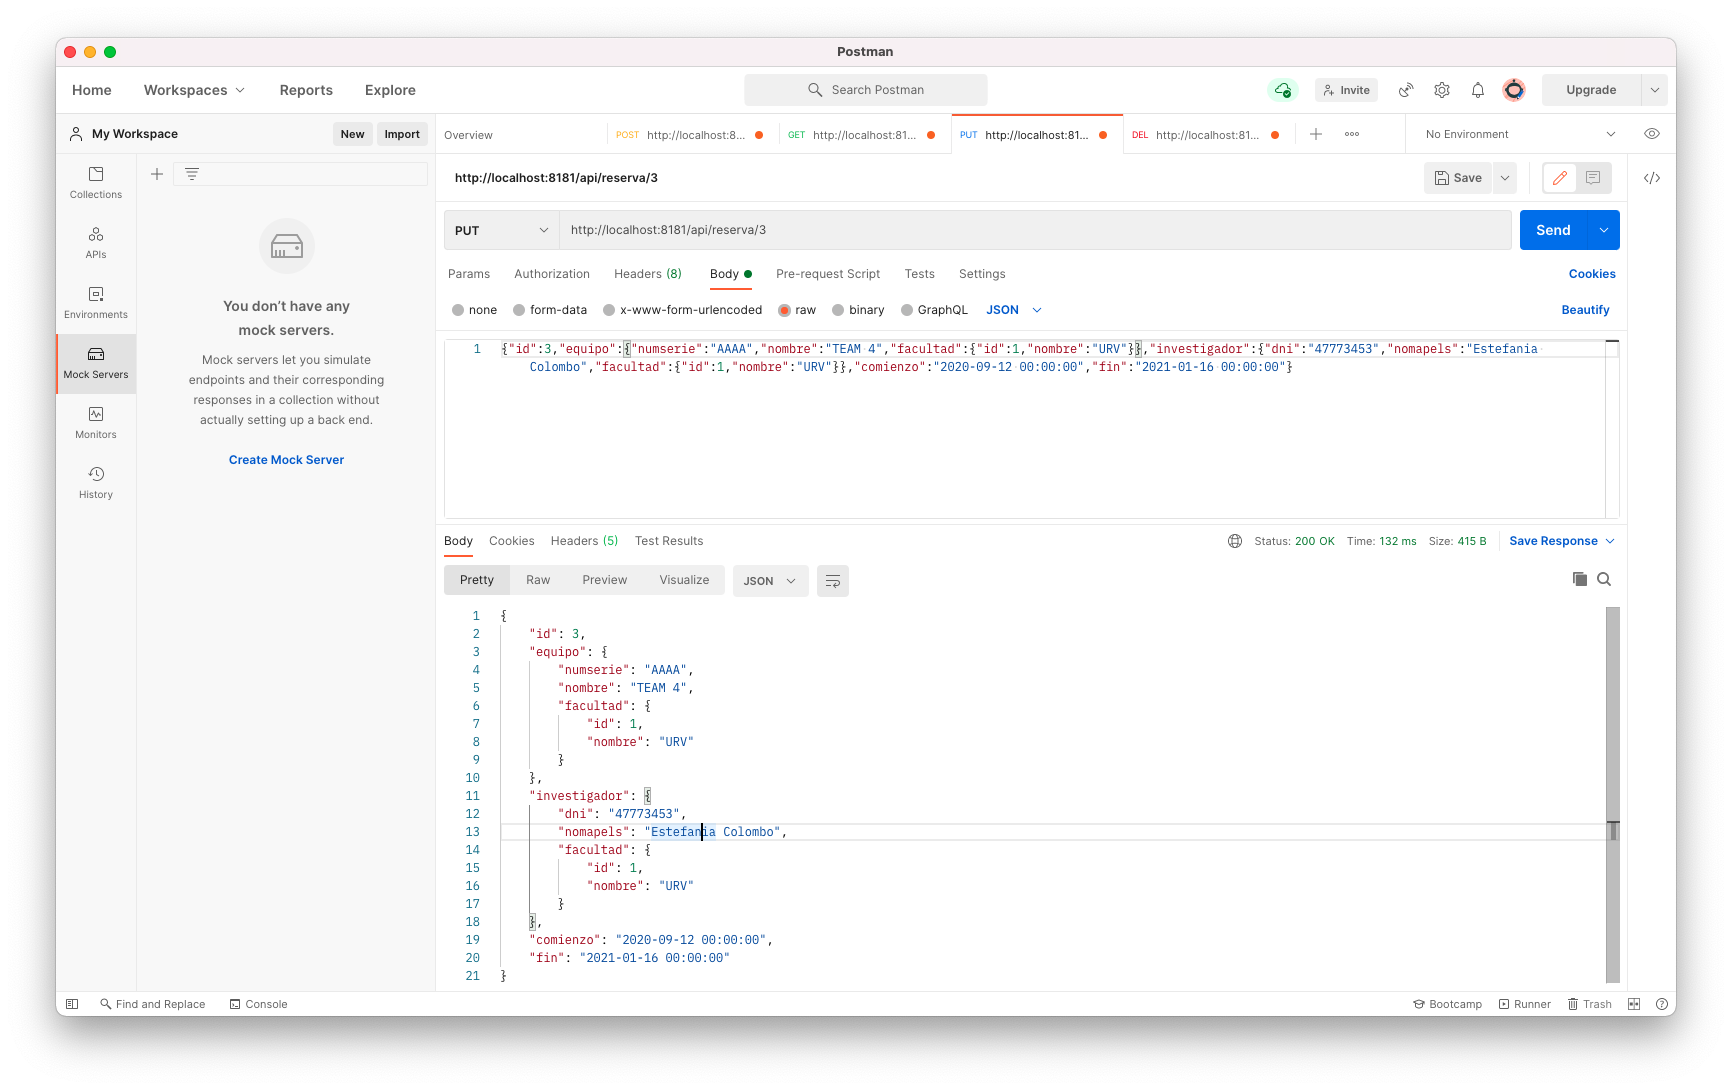 Postman
Home Workspaces Reports Explore Search Postman Invite Upgrade
My Workspace New Import Overview POST http://localhost:8... GET http://localhost:81... PUT http://localhost:81... DEL http://localhost:81... No Environment
Collections
APIs
Environments
Mock Servers
Monitors
History
You don’t have any
mock servers.
Mock servers let you simulate
endpoints and their corresponding
responses in a collection without
actually setting up a back end.
Create Mock Server
http://localhost:8181/api/reserva/3 Save </>
PUT http://localhost:8181/api/reserva/3 Send
Params Authorization Headers (8) Body Pre-request Script Tests Settings Cookies
none form-data x-www-form-urlencoded raw binary GraphQL JSON Beautify
1 {"id":3,"equipo":{"numserie":"AAAA","nombre":"TEAM 4","facultad":{"id":1,"nombre":"URV"}},"investigador":{"dni":"47773453","nomapels":"Estefania
Colombo","facultad":{"id":1,"nombre":"URV"}},"comienzo":"2020-09-12 00:00:00","fin":"2021-01-16 00:00:00"}
Body Cookies Headers (5) Test Results Status: 200 OK Time: 132 ms Size: 415 B Save Response
Pretty Raw Preview Visualize JSON
1 {
2 "id": 3,
3 "equipo": {
4 "numserie": "AAAA",
5 "nombre": "TEAM 4",
6 "facultad": {
7 "id": 1,
8 "nombre": "URV"
9 }
10 },
11 "investigador": {
12 "dni": "47773453",
13 "nomapels": "Estefania Colombo",
14 "facultad": {
15 "id": 1,
16 "nombre": "URV"
17 }
18 },
19 "comienzo": "2020-09-12 00:00:00",
20 "fin": "2021-01-16 00:00:00"
21 }
Find and Replace Console Bootcamp Runner Trash